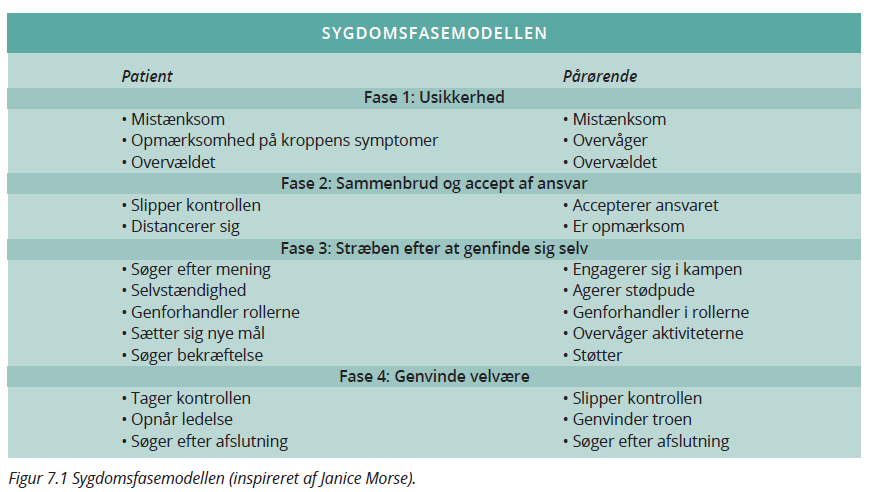 SYGDOMSFASEMODELLEN
Patient Pårørende
Fase 1: Usikkerhed
• Mistænksom • Mistænksom
• Opmærksomhed på kroppens symptomer • Overvåger
• Overvældet • Overvældet
Fase 2: Sammenbrud og accept af ansvar
• Slipper kontrollen • Accepterer ansvaret
• Distancerer sig • Er opmærksom
Fase 3: Stræben efter at genfinde sig selv
• Søger efter mening • Engagerer sig i kampen
• Selvstændighed • Agerer stødpude
• Genforhandler rollerne • Genforhandler i rollerne
• Sætter sig nye mål • Overvåger aktiviteterne
• Søger bekræftelse • Støtter
Fase 4: Genvinde velvære
• Tager kontrollen • Slipper kontrollen
• Opnår ledelse • Genvinder troen
• Søger efter afslutning • Søger efter afslutning
Figur 7.1 Sygdomsfasemodellen (inspireret af Janice Morse).